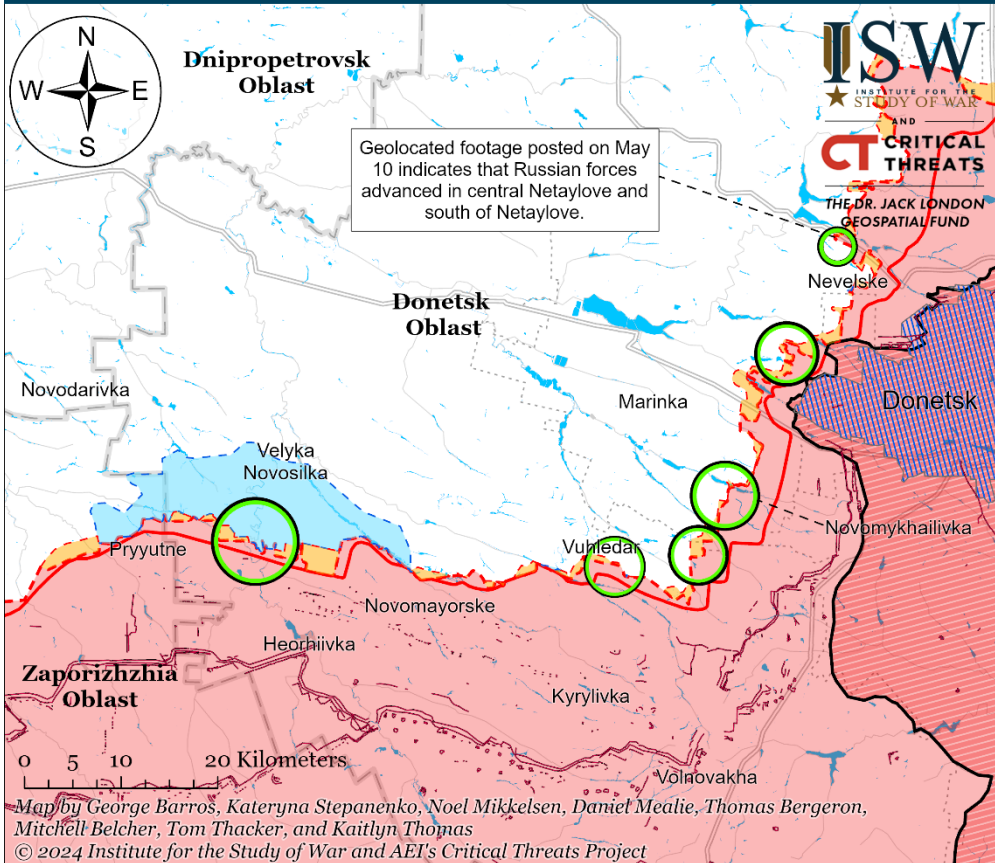 N
W E
S
Dnipropetrovsk
Oblast
ISW
INSTITUTE FOR THE
STUDY OF WAR
AND
CT CRITICAL
THREATS
THE DR. JACK LONDON
GEOSPATIAL FUND
Geolocated footage posted on May
10 indicates that Russian forces
advanced in central Netaylove and
south of Netaylove.
Nevelske
Donetsk
Oblast
Novodarivka
Marinka
Donetsk
Velyka
Novosilka
Novomykhailivka
Pryyutne
Vuhledar
Novomayorske
Heorhiivka
Zaporizhzhia
Oblast
Kyrylivka
0 5 10 20 Kilometers
Volnovakha
Map by George Barros, Kateryna Stepanenko, Noel Mikkelsen, Daniel Mealie, Thomas Bergeron,
Mitchell Belcher, Tom Thacker, and Kaitlyn Thomas
© 2024 Institute for the Study of War and AEI's Critical Threats Project